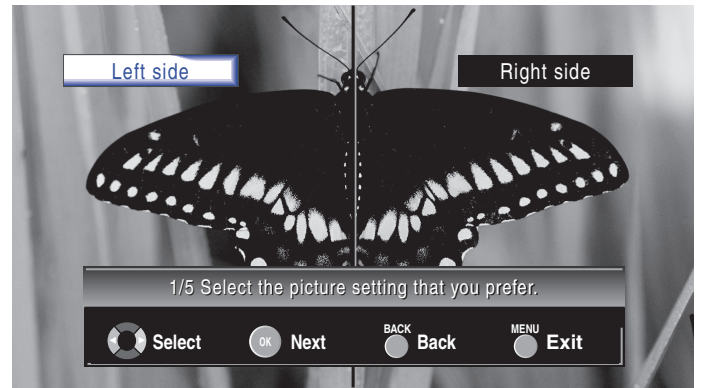 Left side
Right side
1/5 Select the picture setting that you prefer.
Select
OK
Next
BACK
Back
MENU
Exit